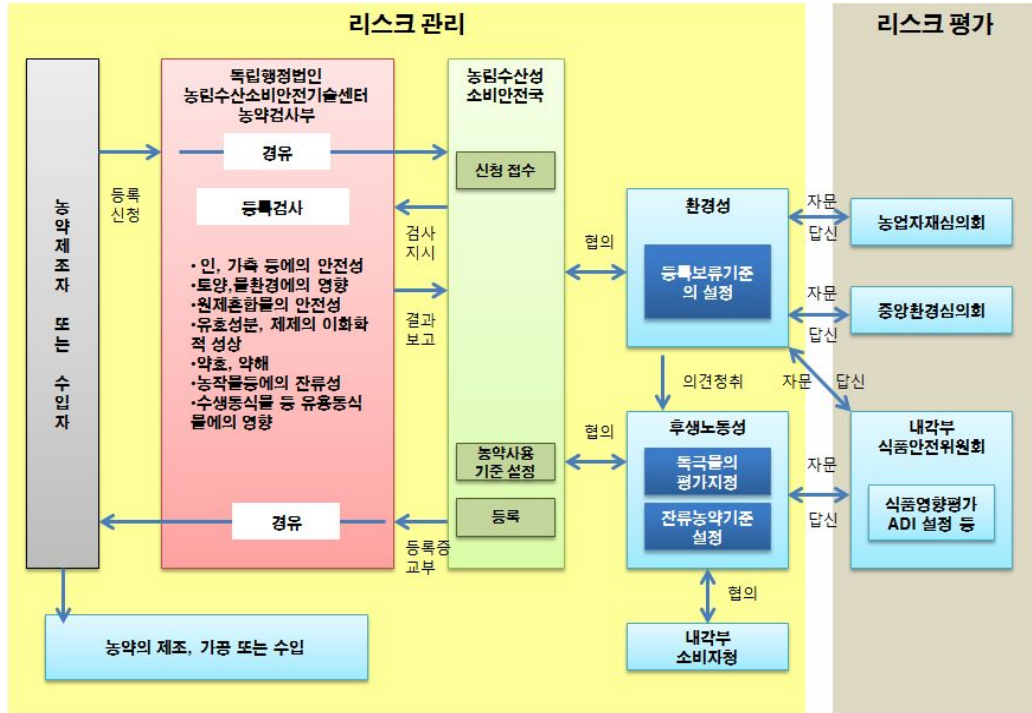 리스크 관리
리스크 평가
농약제조자 또는 수입자
등록
신청
독립행정법인
농림수산소비안전기술센터
농약검사부
경유
등록검사
• 인, 가축 등에의 안전성
•토양,물환경에의 영향
•원제혼합물의 안전성
•유효성분, 제제의 이화학
적 성상
•약효, 약해
•농작물등에의 잔류성
•수생동식물 등 유용동식
물에의 영향
경유
검사
지시
결과
보고
등록증
교부
농림수산성
소비안전국
신청 접수
농약사용
기준 설정
등록
협의
협의
환경성
등록보류기준
의 설정
의견청취
후생노동성
독극물의
평가지정
잔류농약기준
설정
협의
내각부
소비자청
자문
답신
자문
답신
자문
답신
자문
답신
농업자재심의회
중앙환경심의회
내각부
식품안전위원회
식품영향평가
ADI 설정 등
농약의 제조, 가공 또는 수입